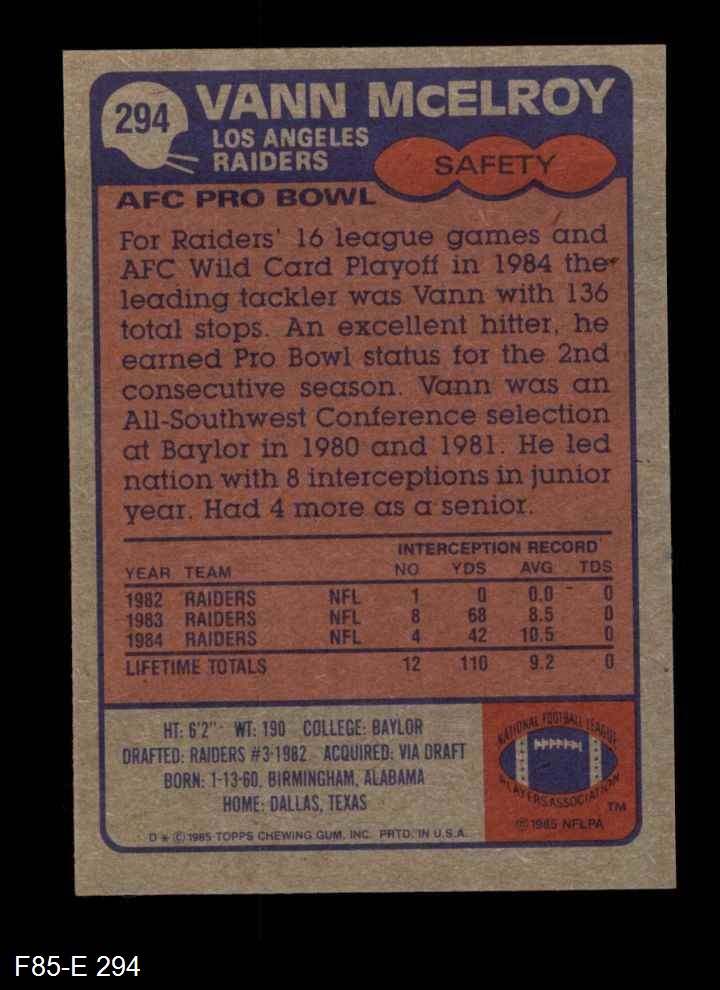 294
VANN McELROY
LOS ANGELES
RAIDERS
SAFETY
AFC PRO BOWL
For Raiders' 16 league games and
AFC Wild Card Playoff in 1984 the
leading tackler was Vann with 136
total stops. An excellent hitter, he
earned Pro Bowl status for the 2nd
consecutive season. Vann was an
All-Southwest Conference selection
at Baylor in 1980 and 1981. He led
nation with 8 interceptions in junior
year. Had 4 more as a senior.
INTERCEPTION RECORD
YEAR TEAM NO YDS AVG TDS
1982 RAIDERS NFL 1 0 0.0 0
1983 RAIDERS NFL 8 68 8.5 0
1984 RAIDERS NFL 4 42 10.5 0
LIFETIME TOTALS 12 110 9.2 0
HT: 6'2" WT: 190 COLLEGE: BAYLOR
DRAFTED: RAIDERS #3-1982 ACQUIRED: VIA DRAFT
BORN: 1-13-60, BIRMINGHAM, ALABAMA
HOME: DALLAS, TEXAS
D * © 1985 TOPPS CHEWING GUM, INC. PRTD. IN U.S.A.
NATIONAL FOOTBALL LEAGUE
PLAYERS ASSOCIATION
TM
© 1985 NFLPA
F85-E 294